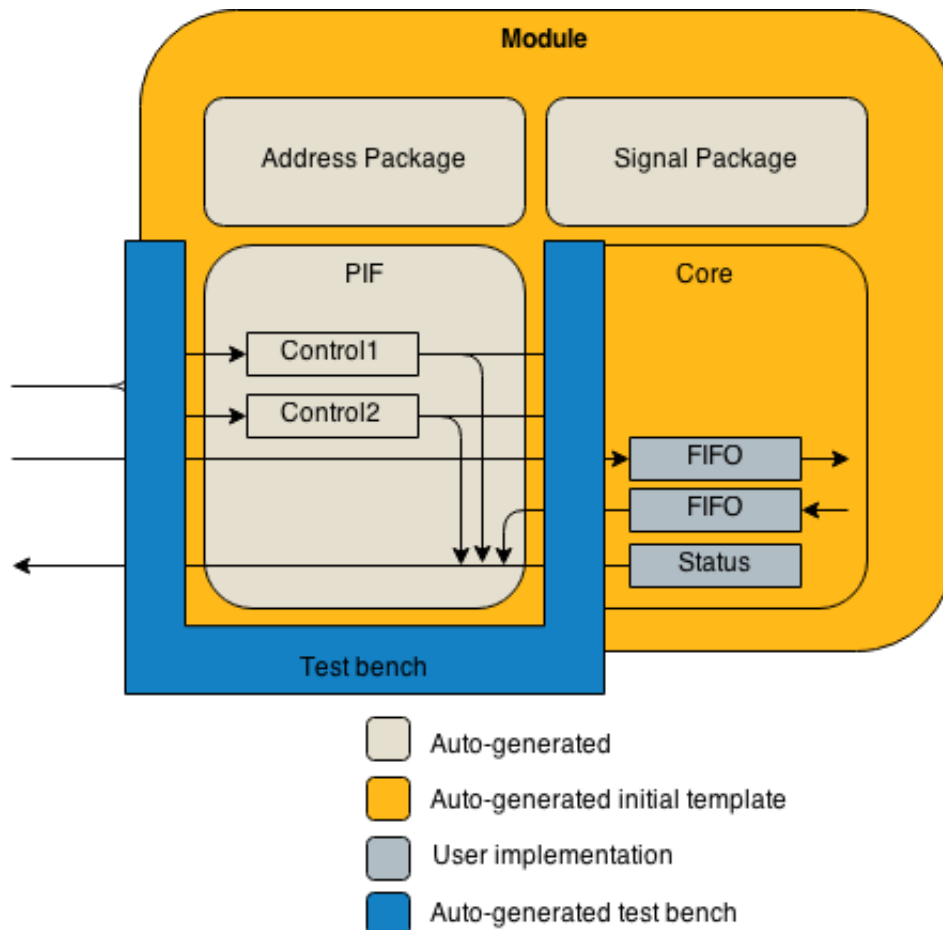 Module
Address Package
Signal Package
PIF
Core
Control1
Control2
FIFO
FIFO
Status
Test bench
Auto-generated
Auto-generated initial template
User implementation
Auto-generated test bench